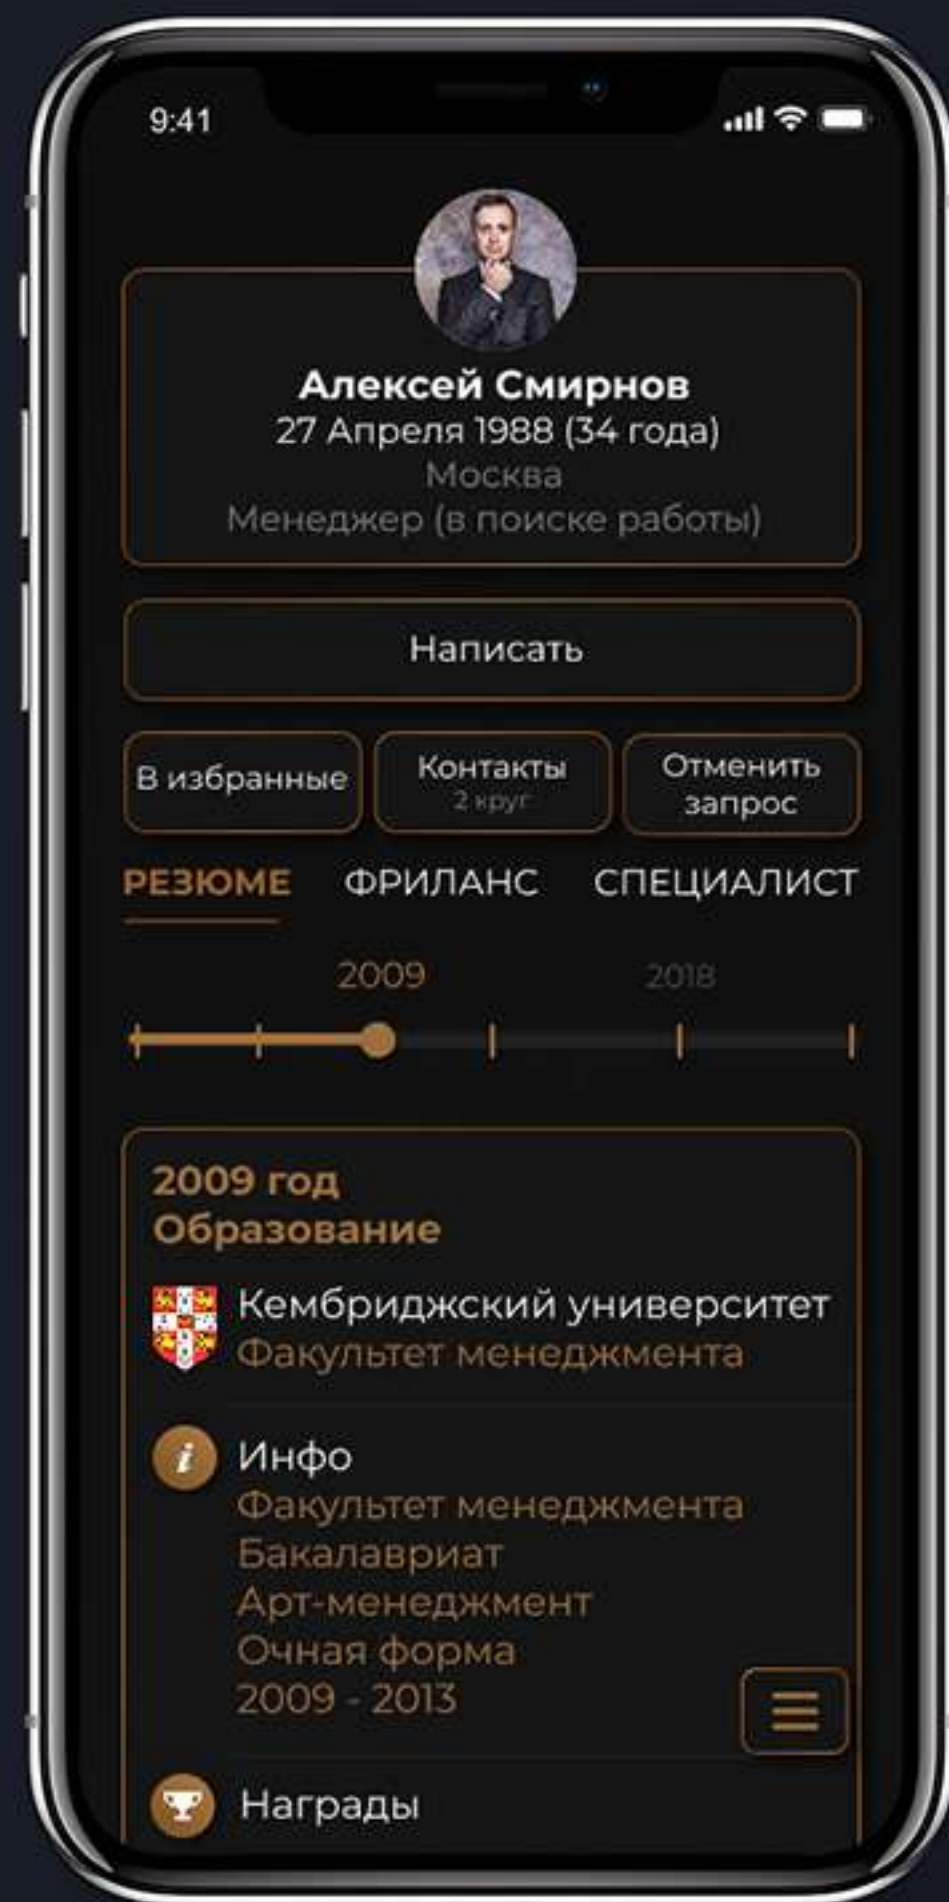 9:41
Алексей Смирнов
27 Апреля 1988 (34 года)
Москва
Менеджер (в поиске работы)
Написать
В избранные
Контакты
2 круг
Отменить
запрос
РЕЗЮМЕ ФРИЛАНС СПЕЦИАЛИСТ
2009 2018
2009 год
Образование
Кембриджский университет
Факультет менеджмента
i Инфо
Факультет менеджмента
Бакалавриат
Арт-менеджмент
Очная форма
2009 - 2013
Награды